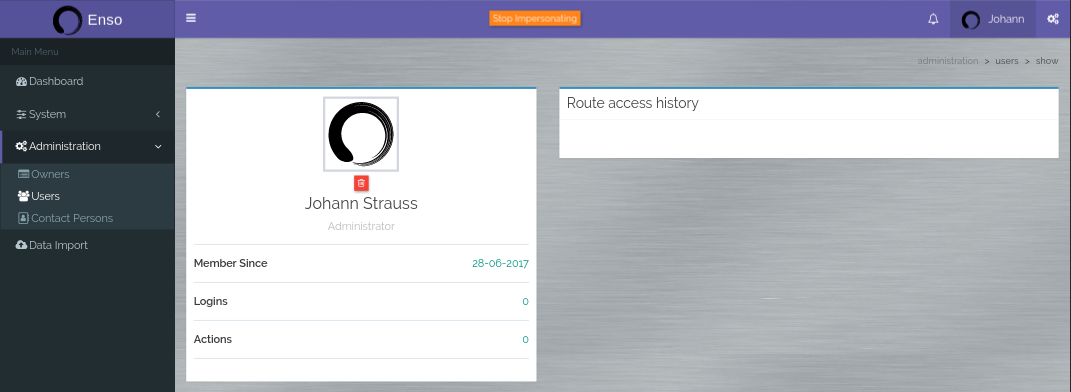 Enso
Stop Impersonating
Johann
Main Menu
administration > users > show
Dashboard
System
Administration
Owners
Users
Contact Persons
Data Import
Johann Strauss
Administrator
Member Since 28-06-2017
Logins 0
Actions 0
Route access history